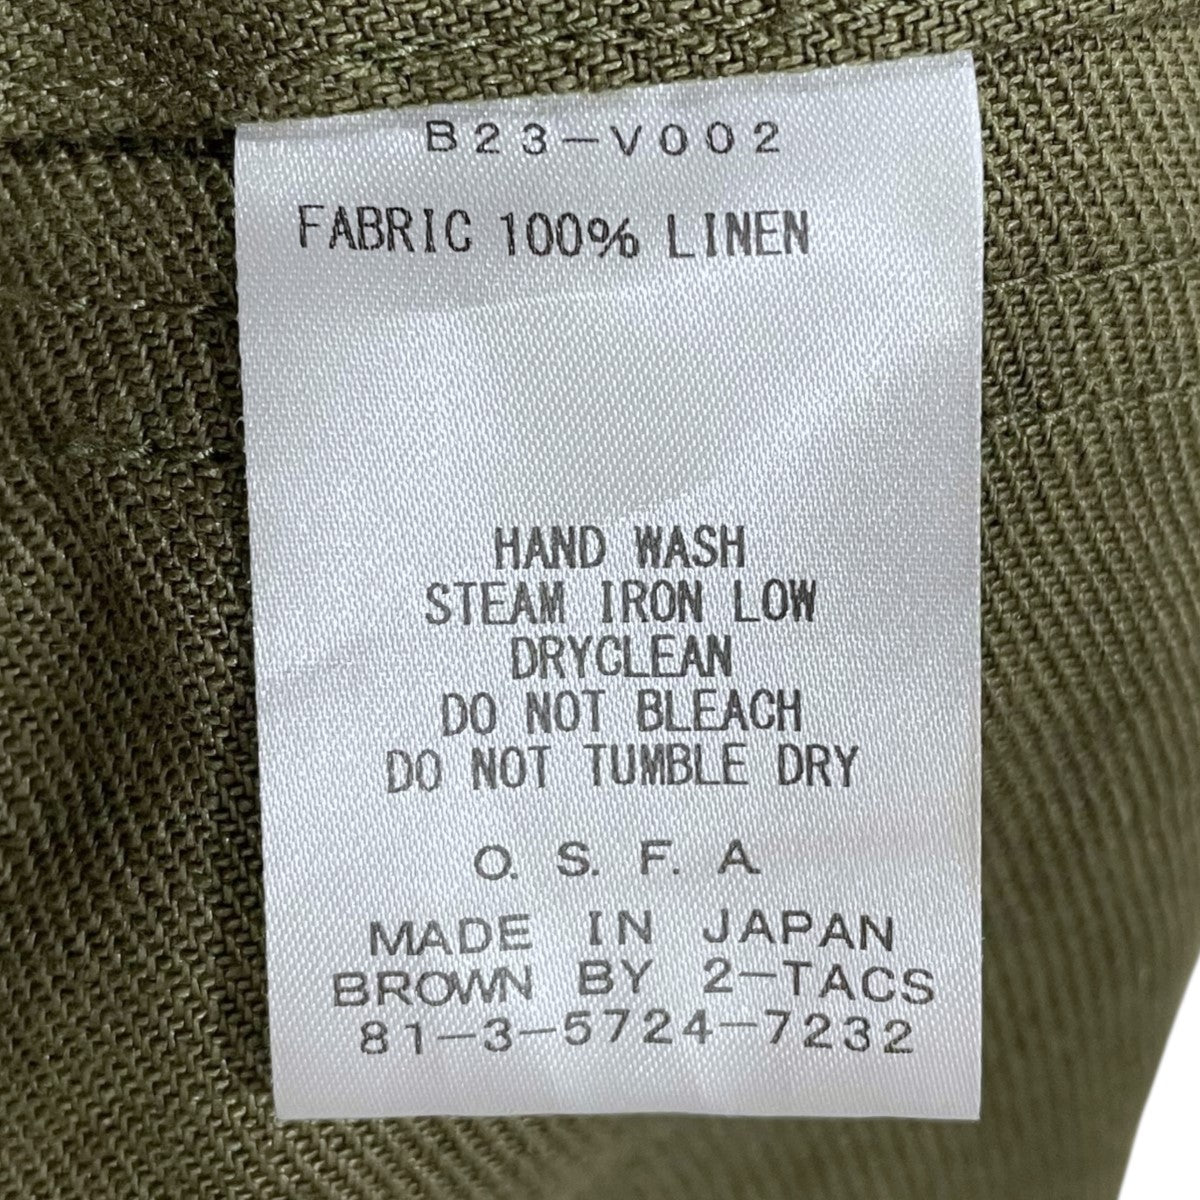 B23-V002
FABRIC 100% LINEN
HAND WASH
STEAM IRON LOW
DRYCLEAN
DO NOT BLEACH
DO NOT TUMBLE DRY
O. S. F. A.
MADE IN JAPAN
BROWN BY 2-TACS
81-3-5724-7232